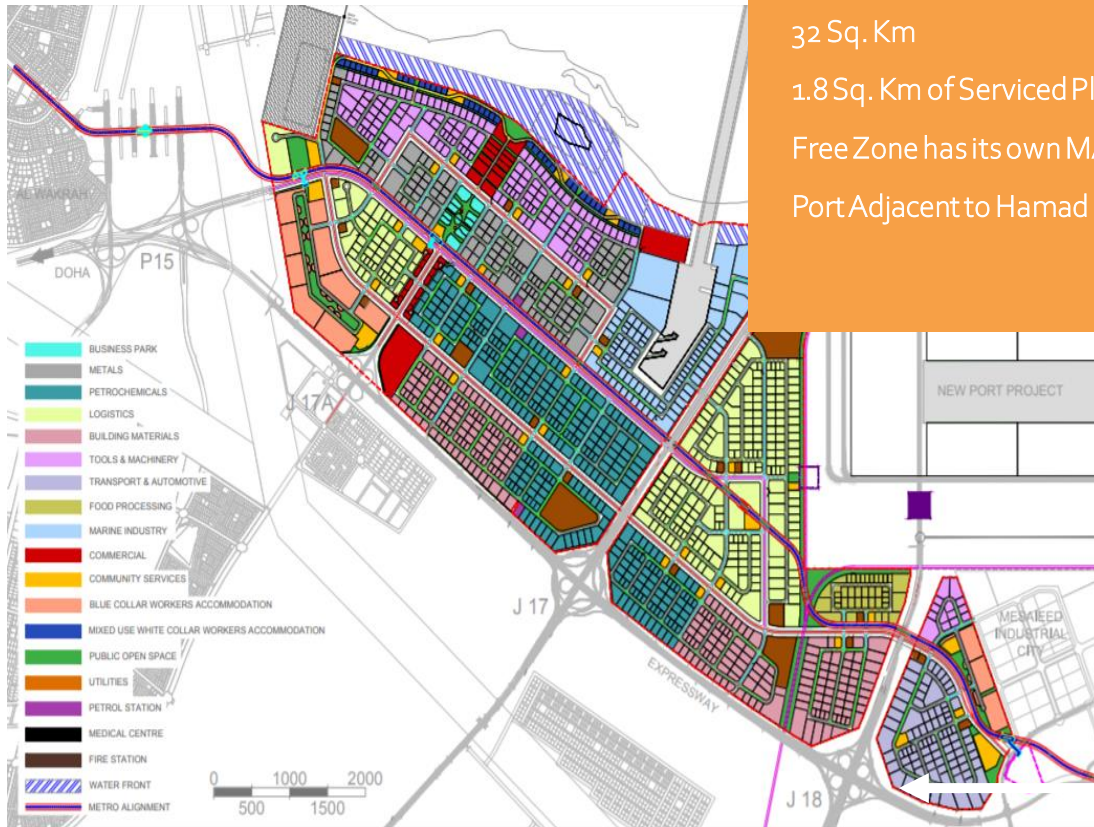 32 Sq. Km
1.8 Sq. Km of Serviced
Free Zone has its own
Port Adjacent to Hamad
AL-WAKRAH
DOHA
P15
J 17A
J 17
J 18
EXPRESSWAY
NEW PORT PROJECT
MESAIEED
INDUSTRIAL
CITY
BUSINESS PARK
METALS
PETROCHEMICALS
LOGISTICS
BUILDING MATERIALS
TOOLS & MACHINERY
TRANSPORT & AUTOMOTIVE
FOOD PROCESSING
MARINE INDUSTRY
COMMERCIAL
COMMUNITY SERVICES
BLUE COLLAR WORKERS ACCOMMODATION
MIXED USE WHITE COLLAR WORKERS ACCOMMODATION
PUBLIC OPEN SPACE
UTILITIES
PETROL STATION
MEDICAL CENTRE
FIRE STATION
WATER FRONT
METRO ALIGNMENT
0 1000 2000
500 1500